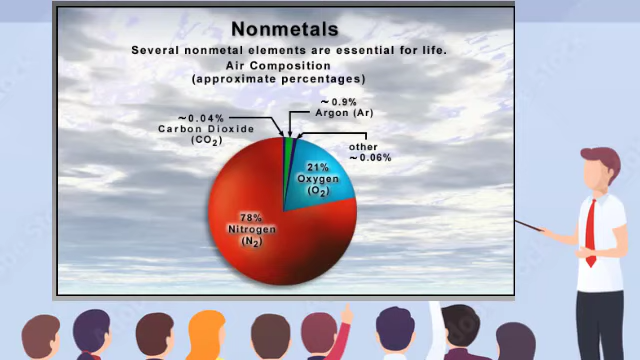 Nonmetals
Several nonmetal elements are essential for life.
Air Composition
(approximate percentages)
~0.9%
Argon (Ar)
~0.04%
Carbon Dioxide
(CO₂)
other
~0.06%
21%
Oxygen
(O₂)
78%
Nitrogen
(N₂)